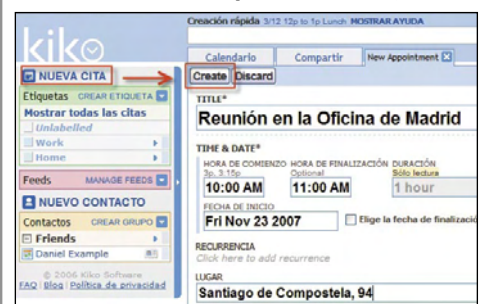 Creación rápida 3/12 12p to 1p Lunch MOSTRAR AYUDA
kiko
Calendario Compartir New Appointment
NUEVA CITA
Create Discard
Etiquetas CREAR ETIQUETA
Mostrar todas las citas
Unlabelled
Work
Home
Feeds MANAGE FEEDS
NUEVO CONTACTO
Contactos CREAR GRUPO
Friends
Daniel Example
© 2006 Kiko Software
FAQ | Blog | Política de privacidad
TITLE*
Reunión en la Oficina de Madrid
TIME & DATE*
HORA DE COMIENZO HORA DE FINALIZACIÓN DURACIÓN
3p, 3.15p Optional Sólo lectura
10:00 AM 11:00 AM 1 hour
FECHA DE INICIO
Fri Nov 23 2007 Elige la fecha de finalizació
RECURRENCIA
Click here to add recurrence
LUGAR
Santiago de Compostela, 94